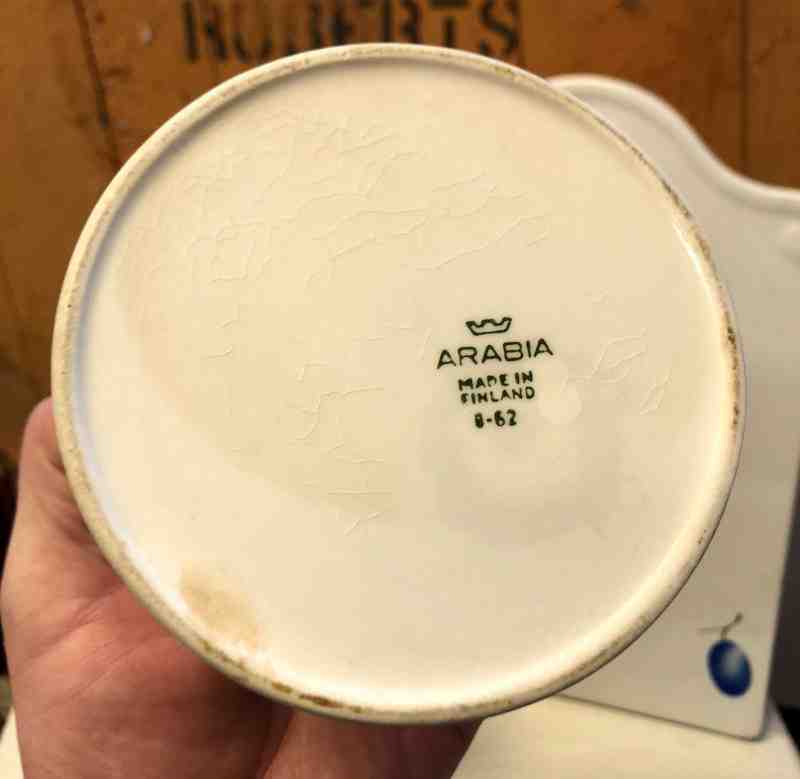 ROBERTS
ARABIA
MADE IN
FINLAND
8-62